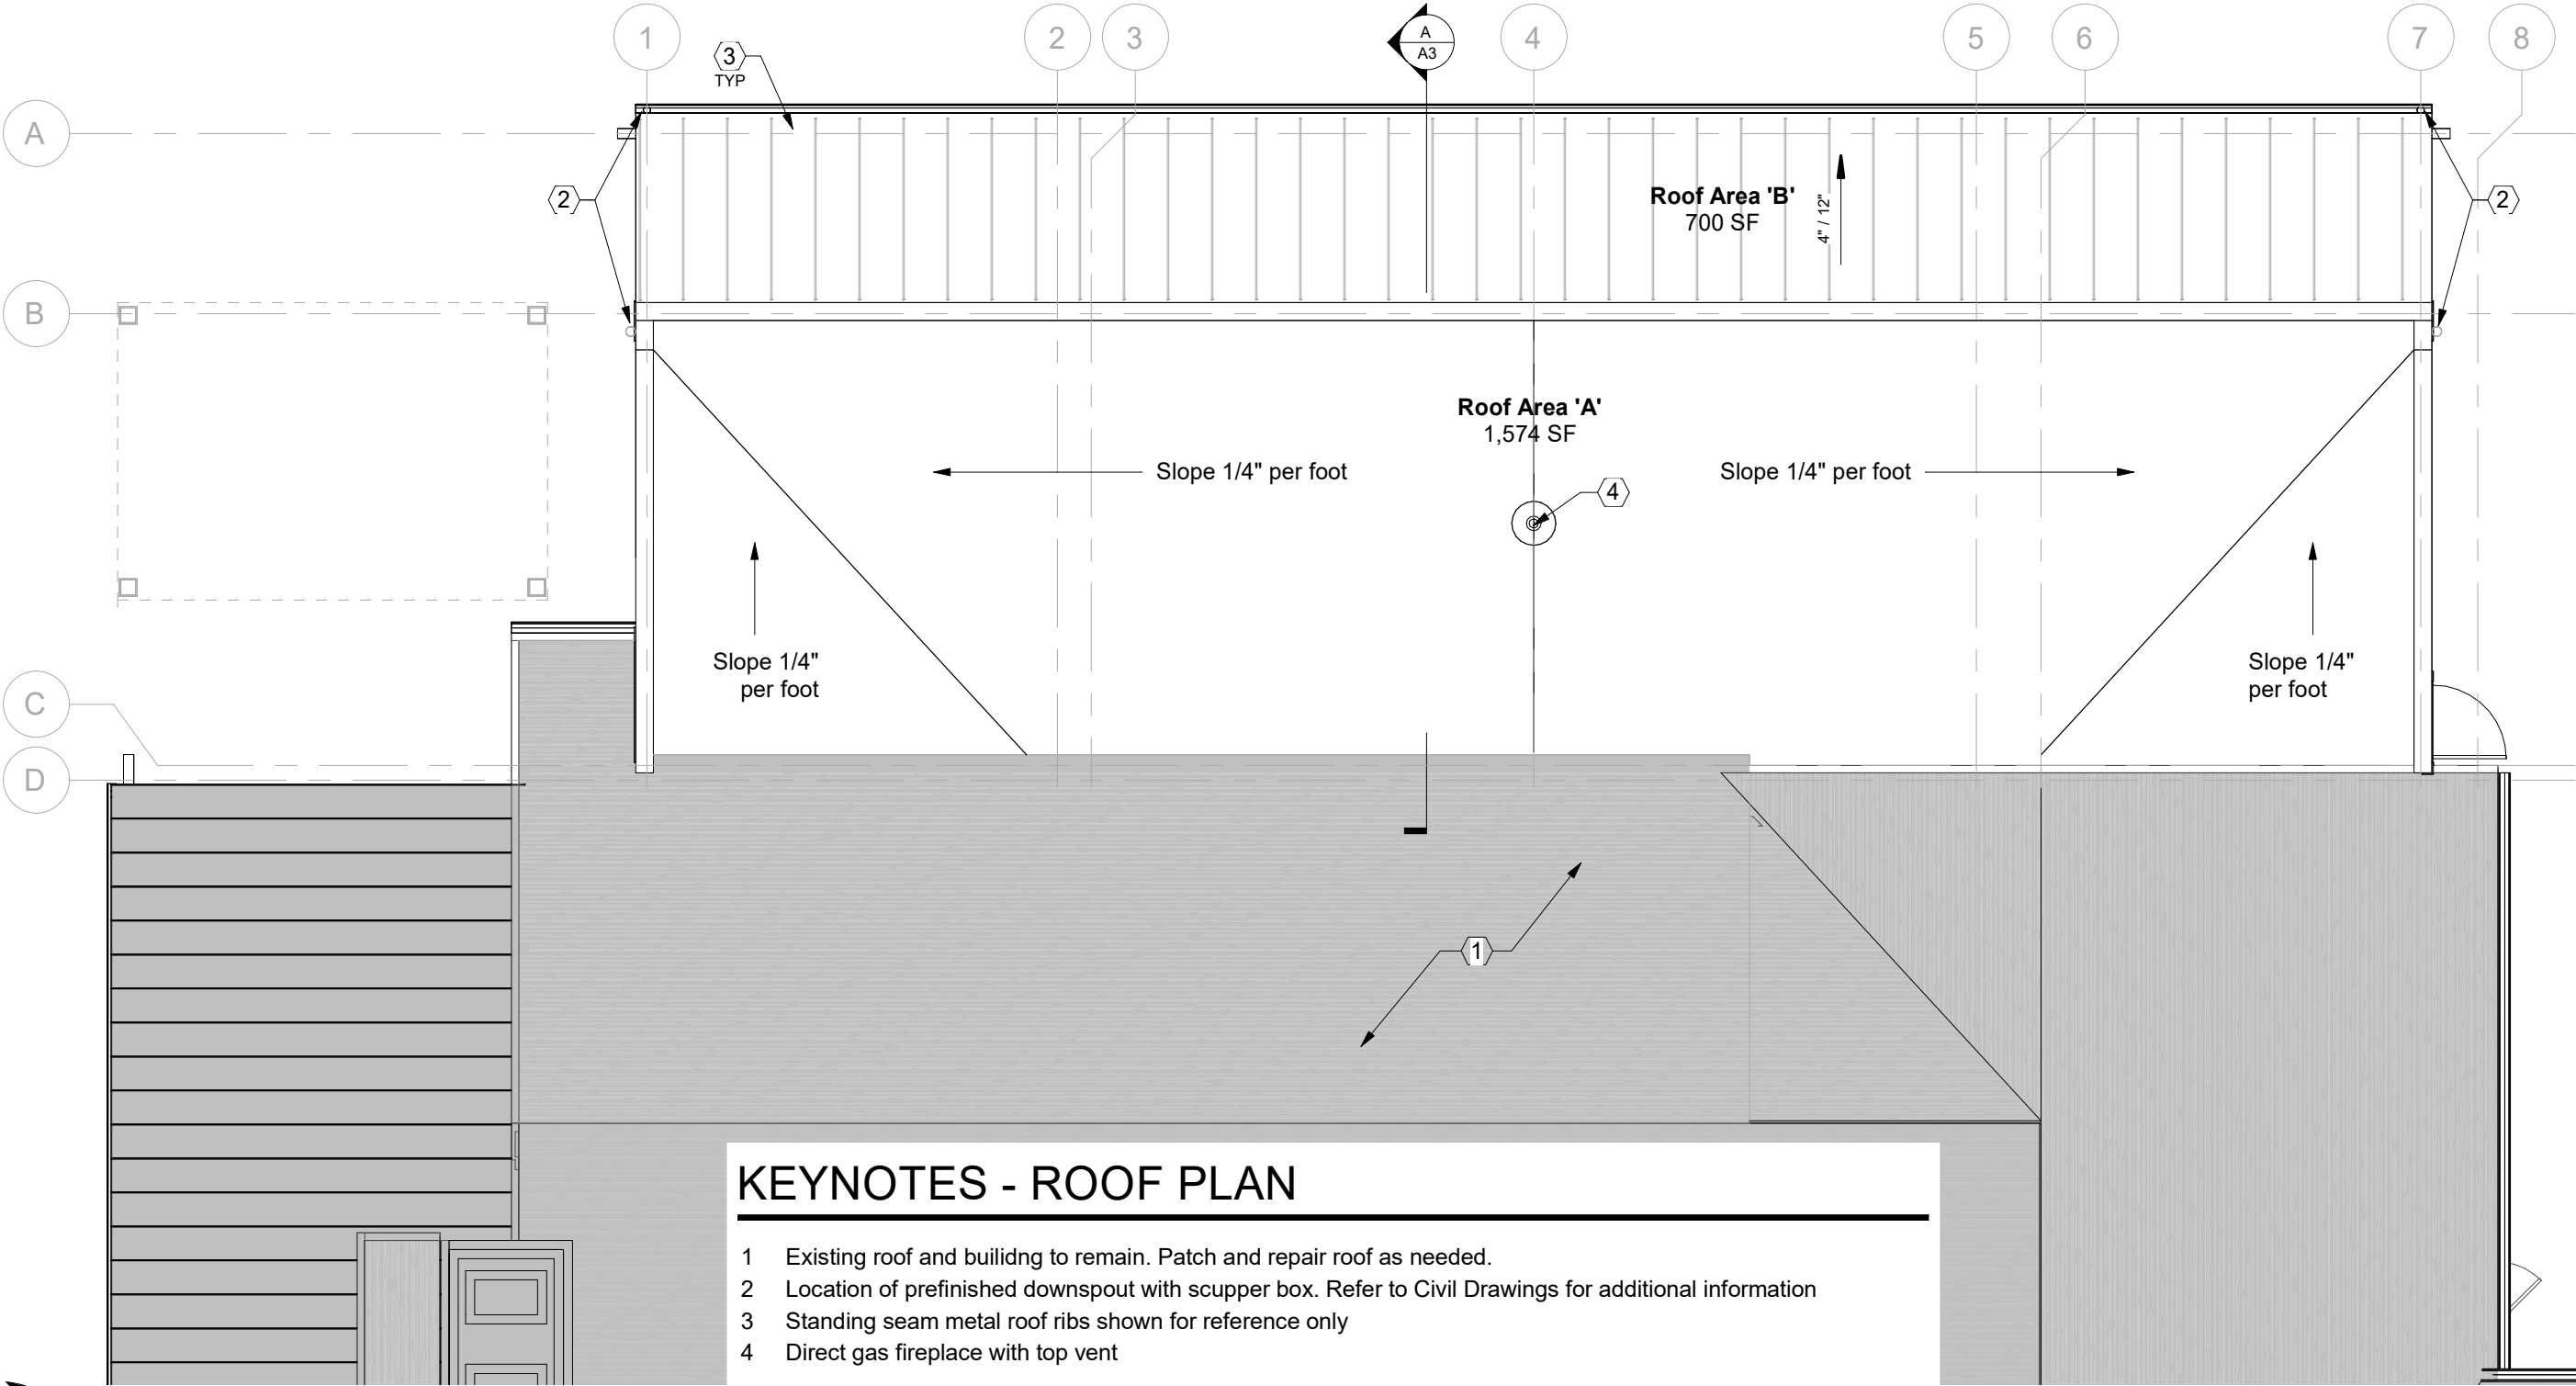 1
2
3
4
5
6
7
8
A
A3
3
TYP
A
2
Roof Area 'B'
700 SF
4" / 12"
2
B
Roof Area 'A'
1,574 SF
Slope 1/4" per foot
Slope 1/4" per foot
4
Slope 1/4"
per foot
Slope 1/4"
per foot
C
D
1
KEYNOTES - ROOF PLAN
1 Existing roof and builidng to remain. Patch and repair roof as needed.
2 Location of prefinished downspout with scupper box. Refer to Civil Drawings for additional information
3 Standing seam metal roof ribs shown for reference only
4 Direct gas fireplace with top vent